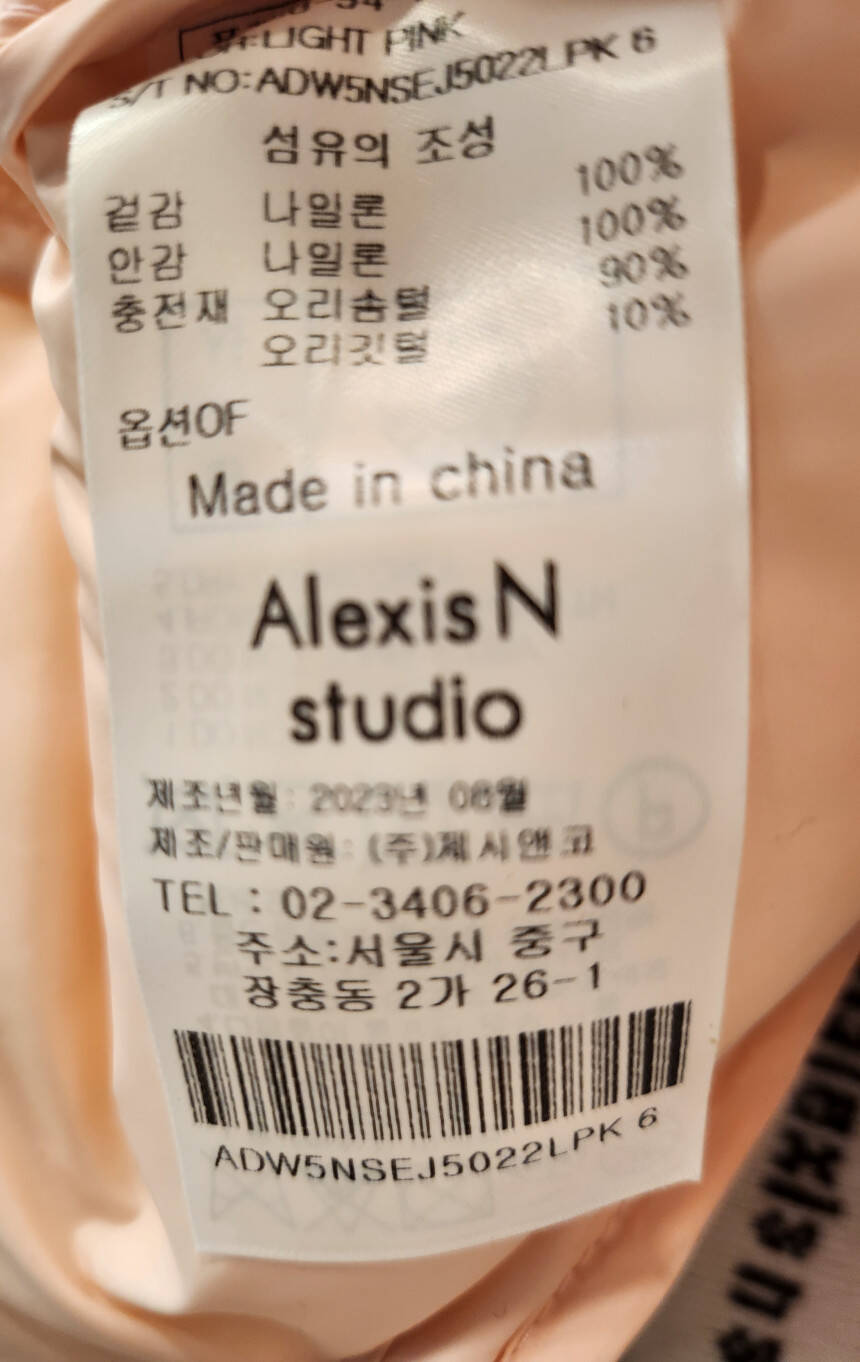 LIGHT PINK
S/T NO:ADW5NSEJ5022LPK 6
섬유의 조성
겉감 나일론 100%
안감 나일론 100%
충전재 오리솜털 90%
오리깃털 10%
옵션OF
Made in china
Alexis N
studio
제조년월: 2023년 08월
제조/판매원: (주)제시앤코
TEL : 02-3406-2300
주소:서울시 중구
장충동 2가 26-1
ADW5NSEJ5022LPK 6